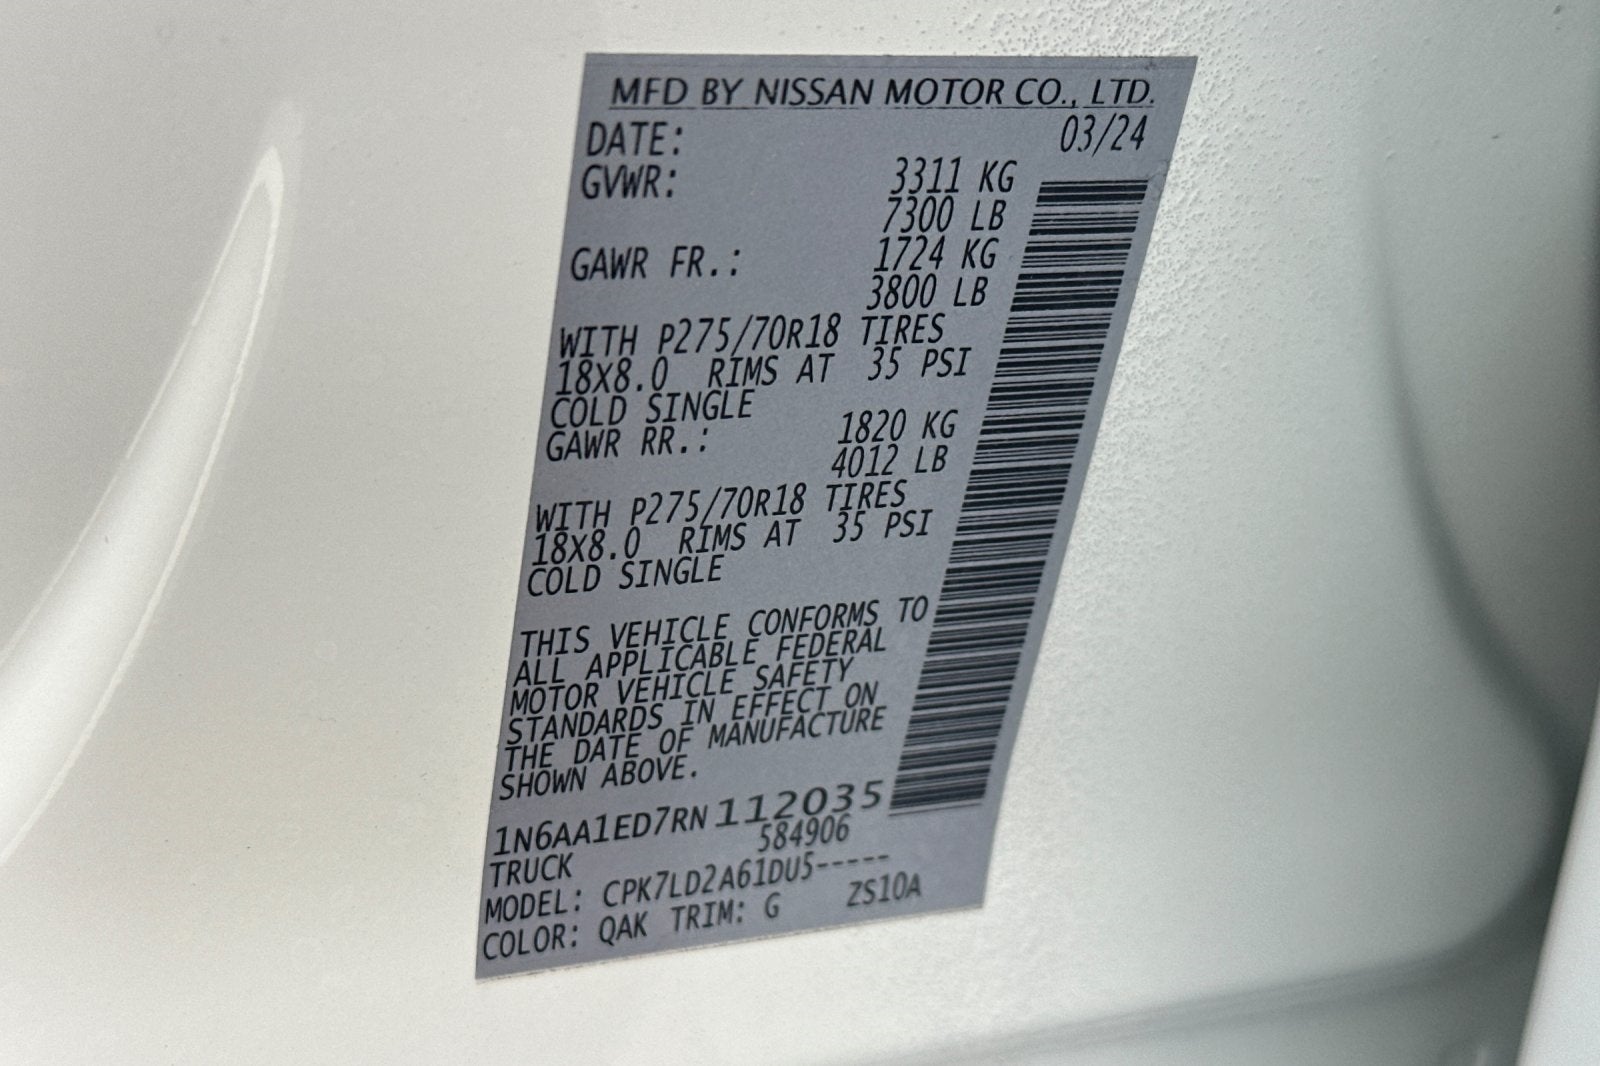 MFD BY NISSAN MOTOR CO., LTD.
DATE: 03/24
GVWR: 3311 KG
7300 LB
GAWR FR.: 1724 KG
3800 LB
WITH P275/70R18 TIRES
18X8.0 RIMS AT 35 PSI
COLD SINGLE
GAWR RR.: 1820 KG
4012 LB
WITH P275/70R18 TIRES
18X8.0 RIMS AT 35 PSI
COLD SINGLE
THIS VEHICLE CONFORMS TO
ALL APPLICABLE FEDERAL
MOTOR VEHICLE SAFETY
STANDARDS IN EFFECT ON
THE DATE OF MANUFACTURE
SHOWN ABOVE.
1N6AA1ED7RN112035
TRUCK 584906
MODEL: CPK7LD2A61DU5-----
COLOR: QAK TRIM: G ZS10A